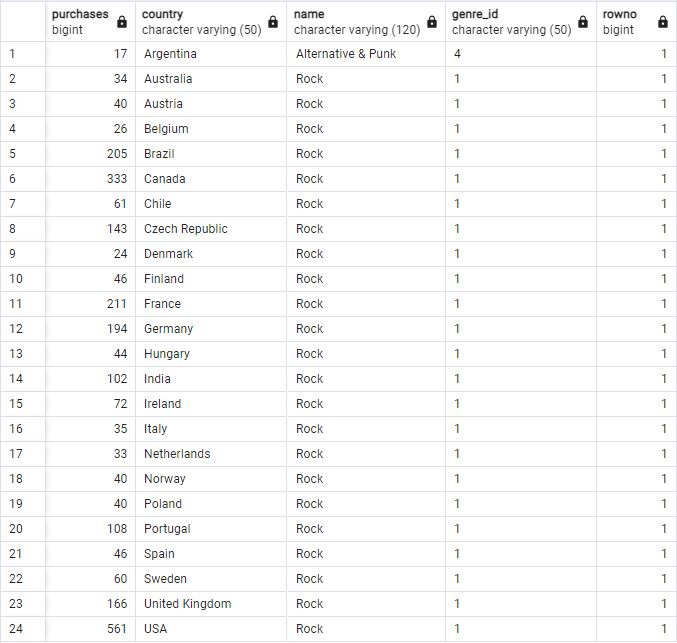 purchases country name genre_id rowno
bigint character varying (50) character varying (120) character varying (50) bigint
1 17 Argentina Alternative & Punk 4 1
2 34 Australia Rock 1 1
3 40 Austria Rock 1 1
4 26 Belgium Rock 1 1
5 205 Brazil Rock 1 1
6 333 Canada Rock 1 1
7 61 Chile Rock 1 1
8 143 Czech Republic Rock 1 1
9 24 Denmark Rock 1 1
10 46 Finland Rock 1 1
11 211 France Rock 1 1
12 194 Germany Rock 1 1
13 44 Hungary Rock 1 1
14 102 India Rock 1 1
15 72 Ireland Rock 1 1
16 35 Italy Rock 1 1
17 33 Netherlands Rock 1 1
18 40 Norway Rock 1 1
19 40 Poland Rock 1 1
20 108 Portugal Rock 1 1
21 46 Spain Rock 1 1
22 60 Sweden Rock 1 1
23 166 United Kingdom Rock 1 1
24 561 USA Rock 1 1